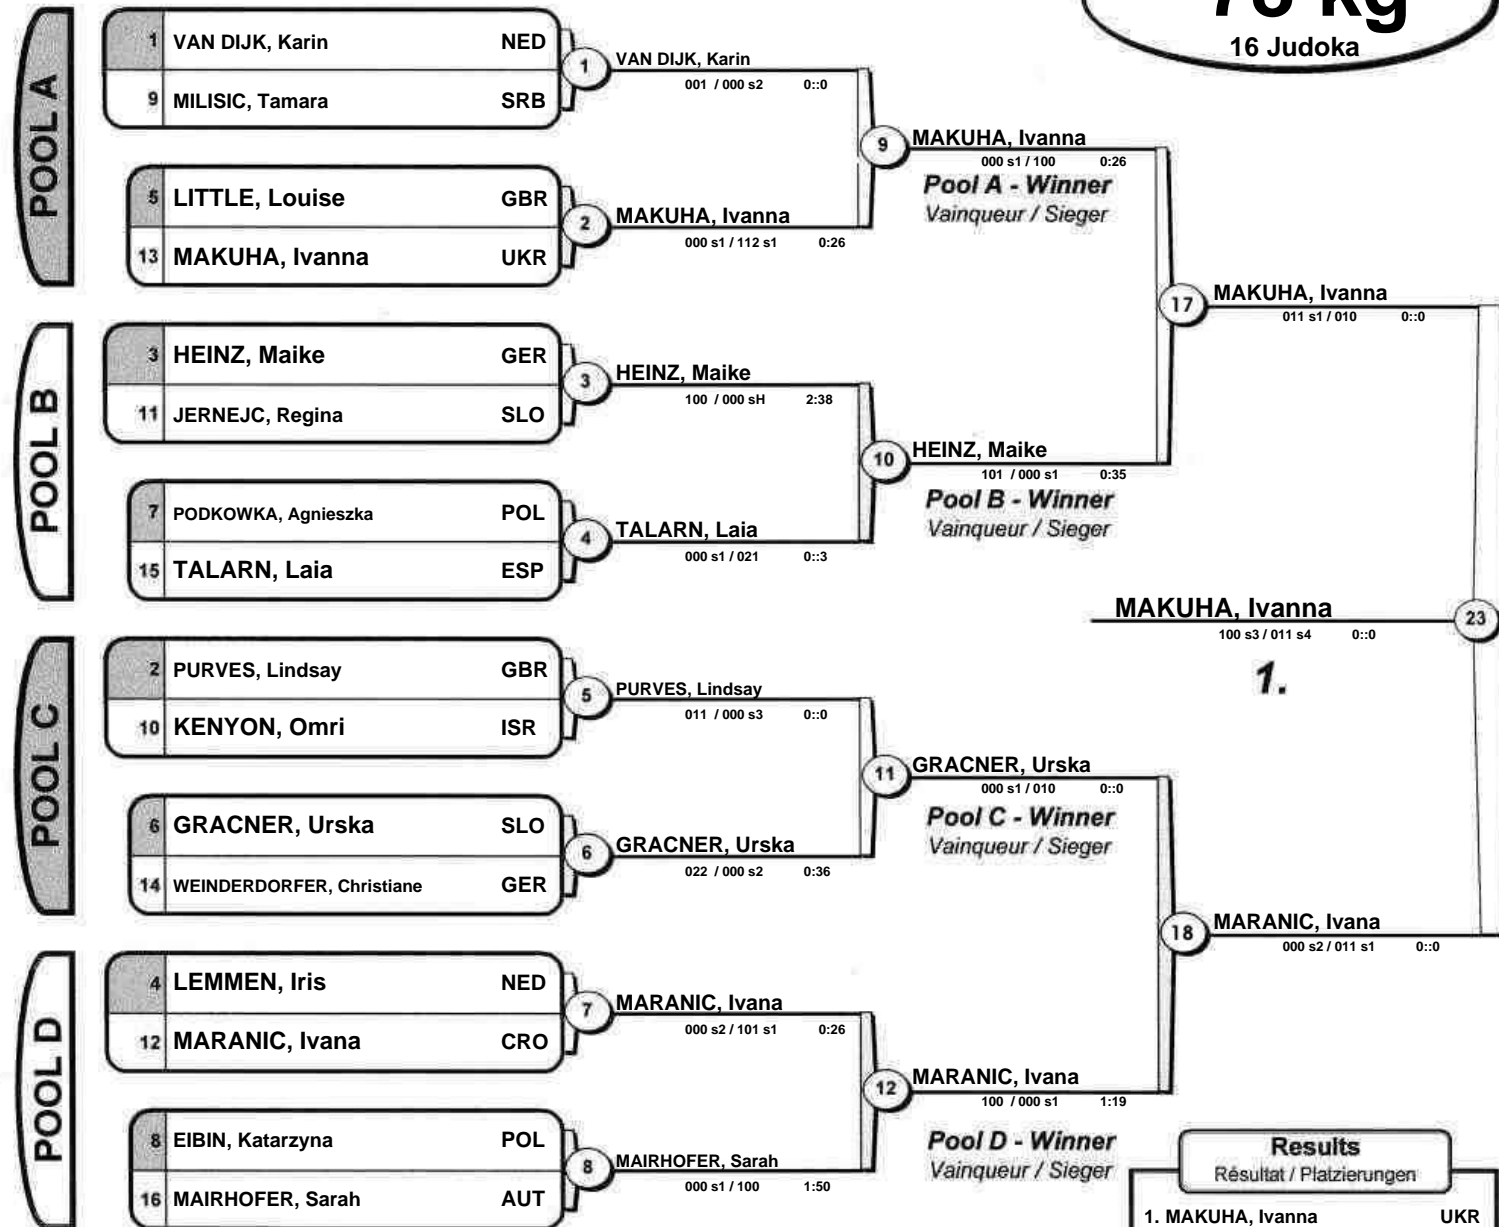 78 kg
16 Judoka
POOL A
1 VAN DIJK, Karin NED
9 MILISIC, Tamara SRB
1
VAN DIJK, Karin
001 / 000 s2 0::0
5 LITTLE, Louise GBR
13 MAKUHA, Ivanna UKR
2
MAKUHA, Ivanna
000 s1 / 112 s1 0:26
9
MAKUHA, Ivanna
000 s1 / 100 0:26
Pool A - Winner
Vainqueur / Sieger
POOL B
3 HEINZ, Maike GER
11 JERNEJC, Regina SLO
3
HEINZ, Maike
100 / 000 sH 2:38
7 PODKOWKA, Agnieszka POL
15 TALARN, Laia ESP
4
TALARN, Laia
000 s1 / 021 0::3
10
HEINZ, Maike
101 / 000 s1 0:35
Pool B - Winner
Vainqueur / Sieger
17
MAKUHA, Ivanna
011 s1 / 010 0::0
POOL C
2 PURVES, Lindsay GBR
10 KENYON, Omri ISR
5
PURVES, Lindsay
011 / 000 s3 0::0
6 GRACNER, Urska SLO
14 WEINDERDORFER, Christiane GER
6
GRACNER, Urska
022 / 000 s2 0:36
11
GRACNER, Urska
000 s1 / 010 0::0
Pool C - Winner
Vainqueur / Sieger
POOL D
4 LEMMEN, Iris NED
12 MARANIC, Ivana CRO
7
MARANIC, Ivana
000 s2 / 101 s1 0:26
8 EIBIN, Katarzyna POL
16 MAIRHOFER, Sarah AUT
8
MAIRHOFER, Sarah
000 s1 / 100 1:50
12
MARANIC, Ivana
100 / 000 s1 1:19
Pool D - Winner
Vainqueur / Sieger
18
MARANIC, Ivana
000 s2 / 011 s1 0::0
MAKUHA, Ivanna
23
100 s3 / 011 s4 0::0
1.
Results
Résultat / Platzierungen
1. MAKUHA, Ivanna UKR